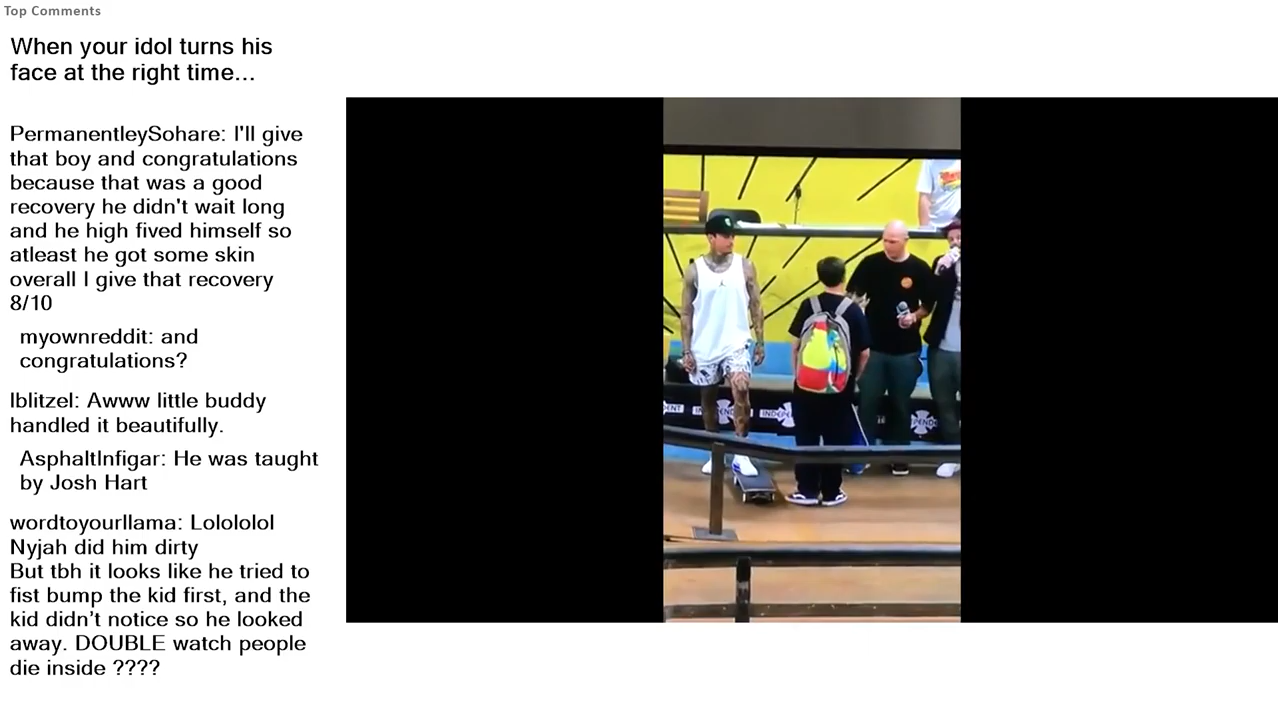 Top Comments
When your idol turns his
face at the right time...
PermanentleySohare: I'll give
that boy and congratulations
because that was a good
recovery he didn't wait long
and he high fived himself so
atleast he got some skin
overall I give that recovery
8/10
myownreddit: and
congratulations?
lblitzel: Awww little buddy
handled it beautifully.
AsphaltInfigar: He was taught
by Josh Hart
wordtoyourllama: Lolololol
Nyjah did him dirty
But tbh it looks like he tried to
fist bump the kid first, and the
kid didn't notice so he looked
away. DOUBLE watch people
die inside ????